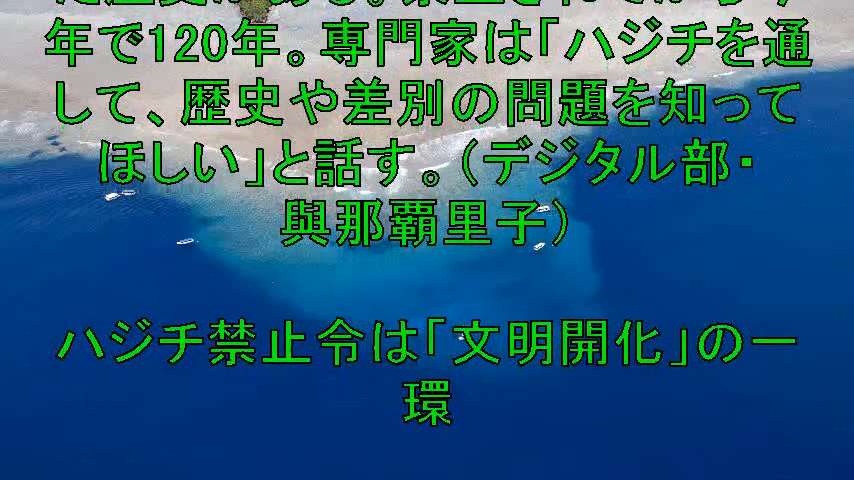 年で120年。専門家は「ハジチを通
して、歴史や差別の問題を知って
ほしい」と話す。（デジタル部・
與那覇里子）
ハジチ禁止令は「文明開化」の一
環